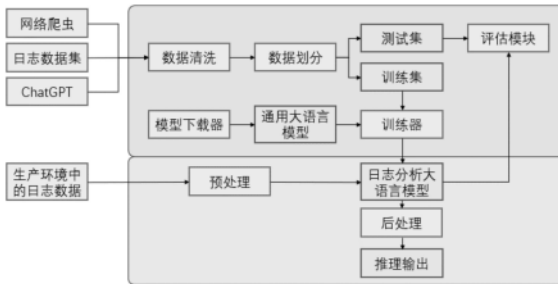 网络爬虫
日志数据集
ChatGPT
数据清洗
数据划分
测试集
评估模块
训练集
模型下载器
通用大语言
模型
训练器
生产环境中
的日志数据
预处理
日志分析大
语言模型
后处理
推理输出